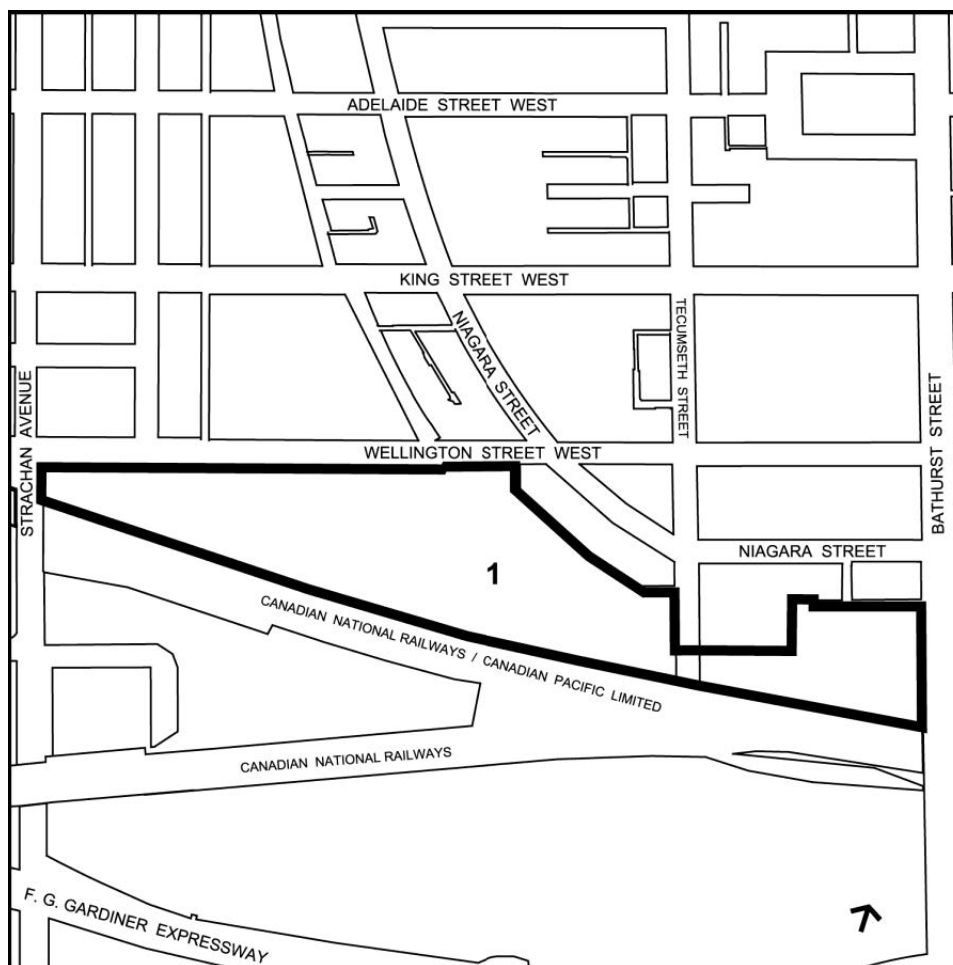 ADELAIDE STREET WEST
KING STREET WEST
NIAGARA STREET
TECUMSETH STREET
STRACHAN AVENUE
BATHURST STREET
WELLINGTON STREET WEST
NIAGARA STREET
1
CANADIAN NATIONAL RAILWAYS / CANADIAN PACIFIC LIMITED
CANADIAN NATIONAL RAILWAYS
F. G. GARDINER EXPRESSWAY